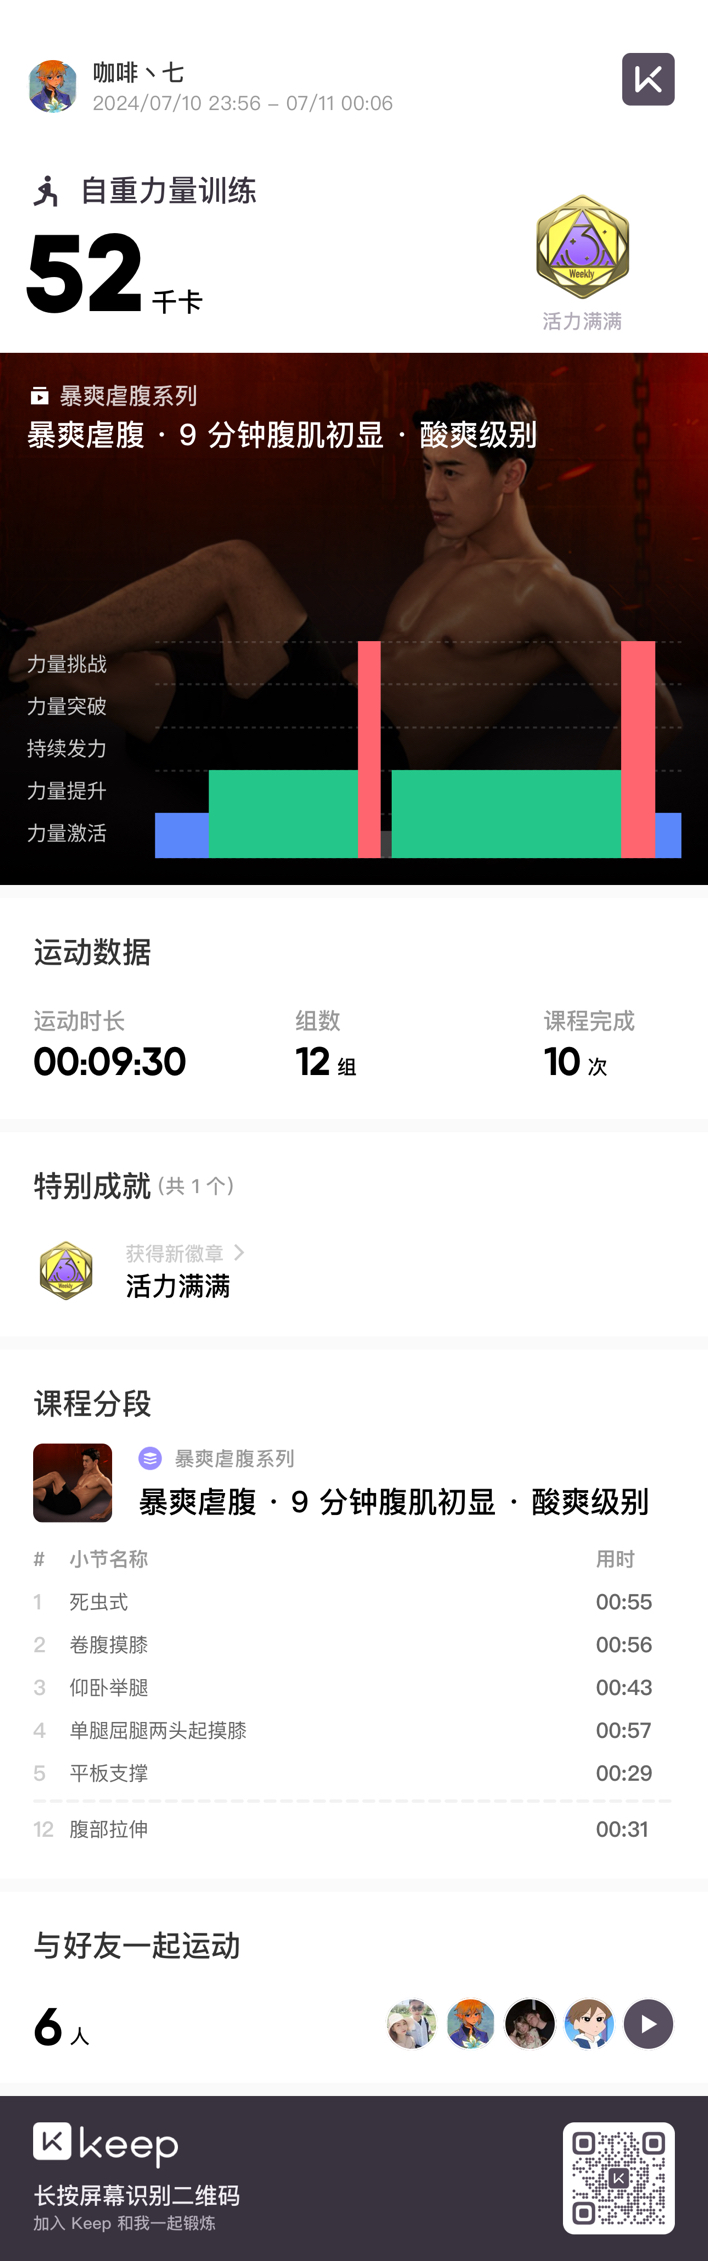 咖啡丶七
2024/07/10 23:56 – 07/11 00:06
自重力量训练
52 千卡
3
Weekly
活力满满
暴爽虐腹系列
暴爽虐腹 · 9 分钟腹肌初显 · 酸爽级别
力量挑战
力量突破
持续发力
力量提升
力量激活
运动数据
运动时长 组数 课程完成
00:09:30 12 组 10 次
特别成就 (共 1 个)
3
Weekly
获得新徽章
活力满满
课程分段
暴爽虐腹系列
暴爽虐腹 · 9 分钟腹肌初显 · 酸爽级别
# 小节名称 用时
1 死虫式 00:55
2 卷腹摸膝 00:56
3 仰卧举腿 00:43
4 单腿屈腿两头起摸膝 00:57
5 平板支撑 00:29
12 腹部拉伸 00:31
与好友一起运动
6 人
keep
长按屏幕识别二维码
加入 Keep 和我一起锻炼